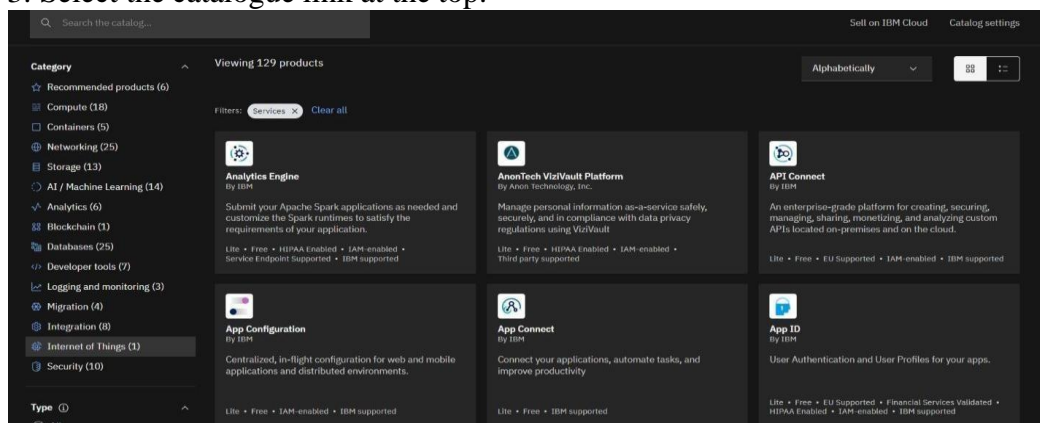 3. Select the catalogue link at the top.
Search the catalog...
Sell on IBM Cloud
Catalog settings
Category
Recommended products (6)
Compute (18)
Containers (5)
Networking (25)
Storage (13)
AI / Machine Learning (14)
Analytics (6)
Blockchain (1)
Databases (25)
Developer tools (7)
Logging and monitoring (3)
Migration (4)
Integration (8)
Internet of Things (1)
Security (10)
Type
Viewing 129 products
Alphabetically
Filters: Services × Clear all
Analytics Engine
By IBM
Submit your Apache Spark applications as needed and
customize the Spark runtimes to satisfy the
requirements of your application.
Lite • Free • HIPAA Enabled • IAM-enabled •
Service Endpoint Supported • IBM supported
AnonTech ViziVault Platform
By Anon Technology, Inc.
Manage personal information as-a-service safely,
securely, and in compliance with data privacy
regulations using ViziVault
Lite • Free • HIPAA Enabled • IAM-enabled •
Third party supported
API Connect
By IBM
An enterprise-grade platform for creating, securing,
managing, sharing, monetizing, and analyzing custom
APIs located on-premises and on the cloud.
Lite • Free • EU Supported • IAM-enabled • IBM supported
App Configuration
By IBM
Centralized, in-flight configuration for web and mobile
applications and distributed environments.
Lite • Free • IAM-enabled • IBM supported
App Connect
By IBM
Connect your applications, automate tasks, and
improve productivity
Lite • Free • IBM supported
App ID
By IBM
User Authentication and User Profiles for your apps.
Lite • Free • EU Supported • Financial Services Validated •
HIPAA Enabled • IAM-enabled • IBM supported